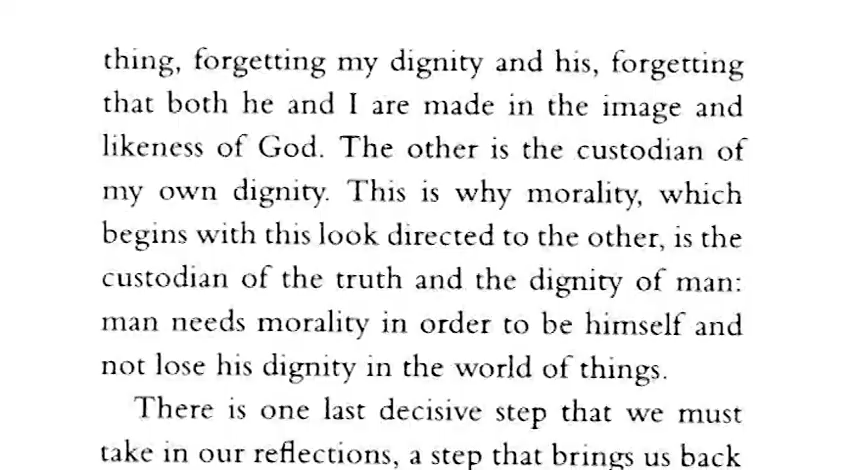 thing, forgetting my dignity and his, forgetting
that both he and I are made in the image and
likeness of God. The other is the custodian of
my own dignity. This is why morality, which
begins with this look directed to the other, is the
custodian of the truth and the dignity of man:
man needs morality in order to be himself and
not lose his dignity in the world of things.
There is one last decisive step that we must
take in our reflections, a step that brings us back